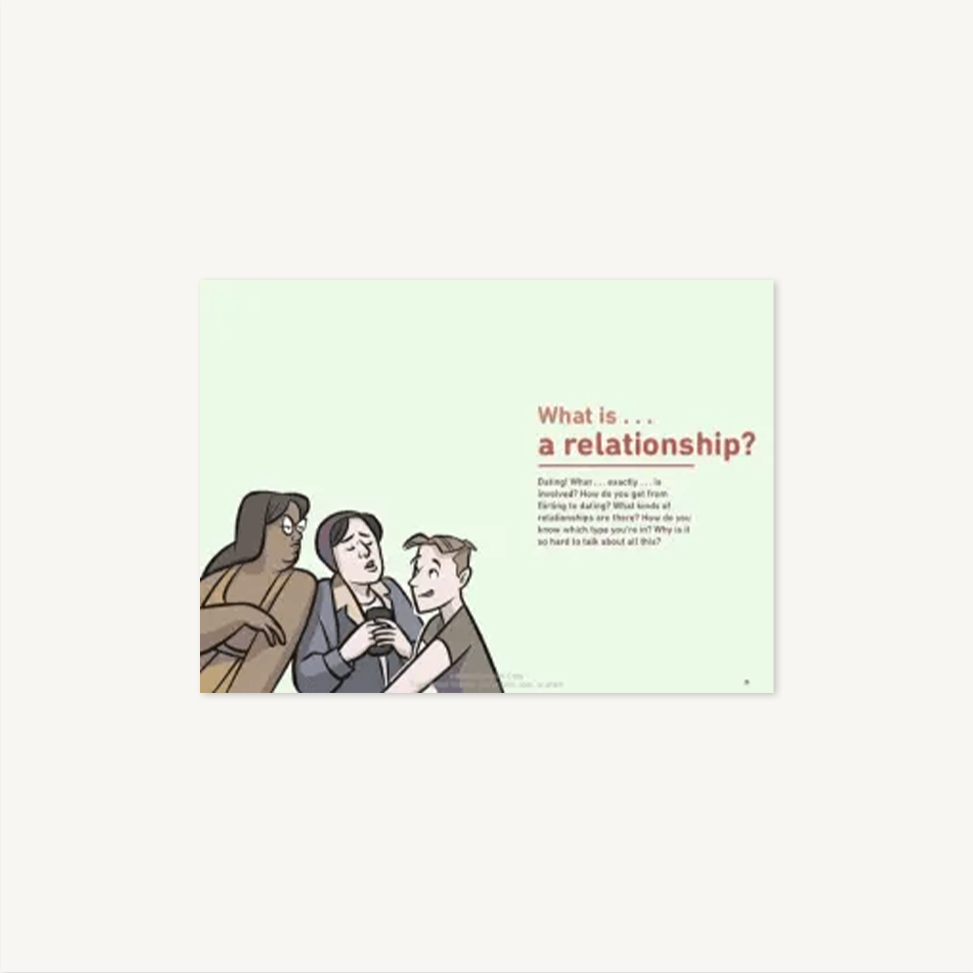 What is . . .
a relationship?
Dating! What . . . exactly . . . is
involved? How do you get from
flirting to dating? What kinds of
relationships are there? How do you
know which type you're in? Why is it
so hard to talk about all this?